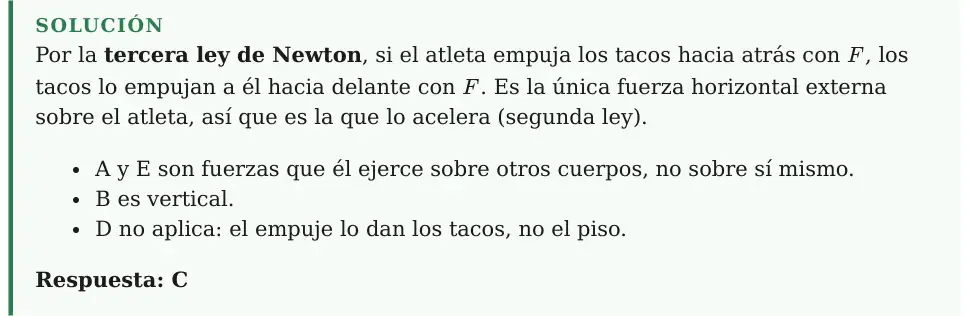 SOLUCIÓN
Por la tercera ley de Newton, si el atleta empuja los tacos hacia atrás con F, los
tacos lo empujan a él hacia delante con F. Es la única fuerza horizontal externa
sobre el atleta, así que es la que lo acelera (segunda ley).
• A y E son fuerzas que él ejerce sobre otros cuerpos, no sobre sí mismo.
• B es vertical.
• D no aplica: el empuje lo dan los tacos, no el piso.
Respuesta: C